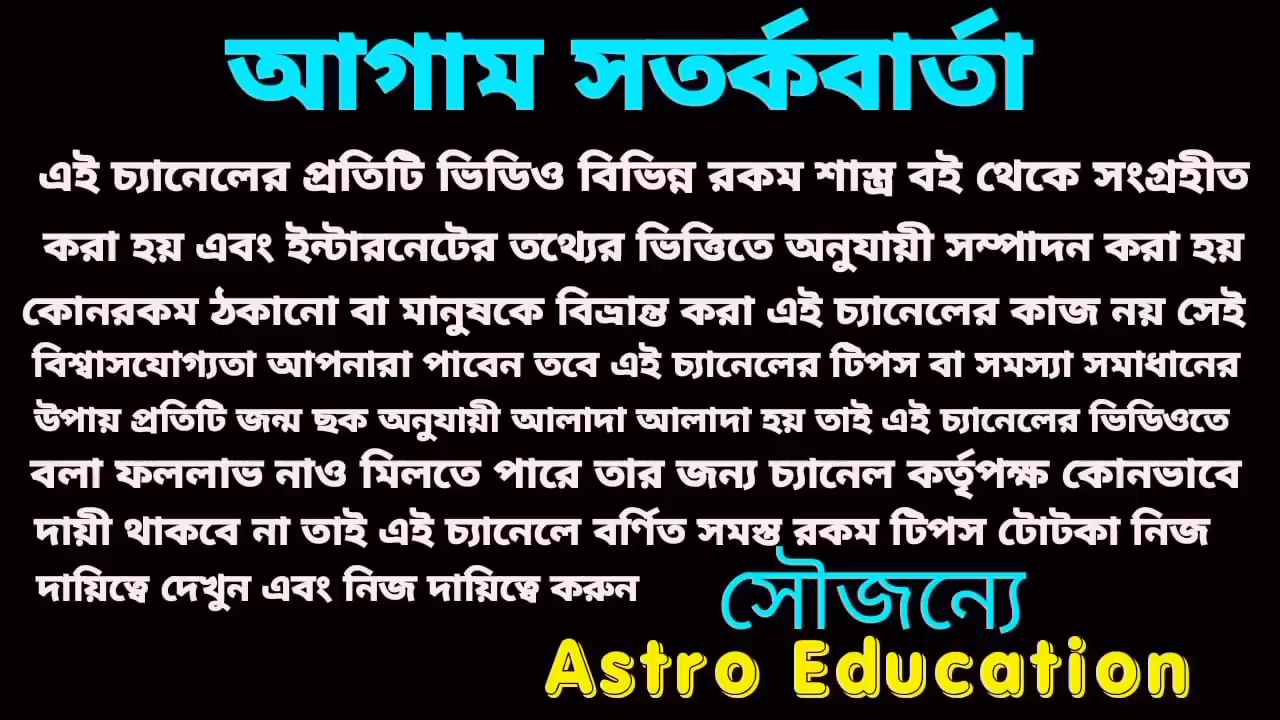 আগাম সতর্কবার্তা
এই চ্যানেলের প্রতিটি ভিডিও বিভিন্ন রকম শাস্ত্র বই থেকে সংগ্রহীত
করা হয় এবং ইন্টারনেটের তথ্যের ভিত্তিতে অনুযায়ী সম্পাদন করা হয়
কোনরকম ঠকানো বা মানুষকে বিভ্রান্ত করা এই চ্যানেলের কাজ নয় সেই
বিশ্বাসযোগ্যতা আপনারা পাবেন তবে এই চ্যানেলের টিপস বা সমস্যা সমাধানের
উপায় প্রতিটি জন্ম ছক অনুযায়ী আলাদা আলাদা হয় তাই এই চ্যানেলের ভিডিওতে
বলা ফললাভ নাও মিলতে পারে তার জন্য চ্যানেল কর্তৃপক্ষ কোনভাবে
দায়ী থাকবে না তাই এই চ্যানেলে বর্ণিত সমস্ত রকম টিপস টোটকা নিজ
দায়িত্বে দেখুন এবং নিজ দায়িত্বে করুন
সৌজন্যে
Astro Education